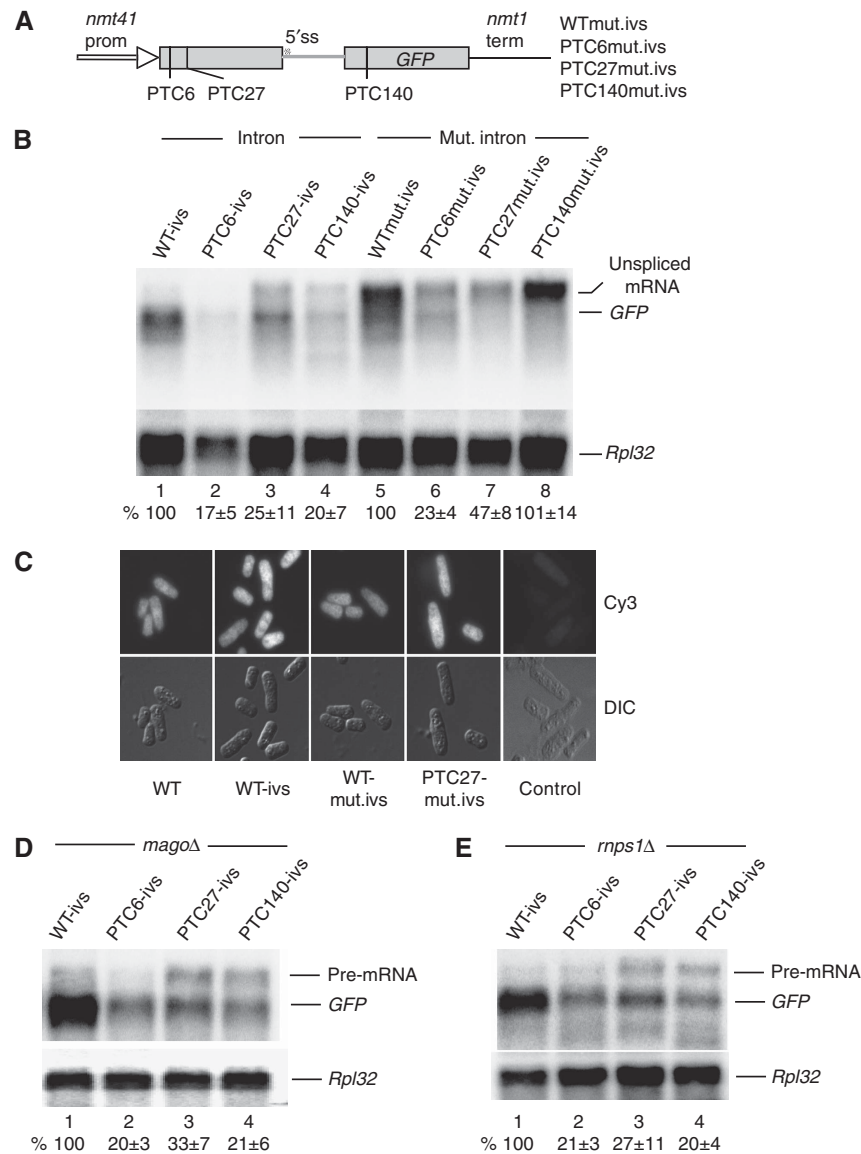 A
nmt41
prom
5′ss
nmt1
term
GFP
PTC6
PTC27
PTC140
WTmut.ivs
PTC6mut.ivs
PTC27mut.ivs
PTC140mut.ivs
B
Intron
Mut. intron
WT-ivs
PTC6-ivs
PTC27-ivs
PTC140-ivs
WTmut.ivs
PTC6mut.ivs
PTC27mut.ivs
PTC140mut.ivs
Unspliced
mRNA
GFP
Rpl32
1 2 3 4 5 6 7 8
% 100 17±5 25±11 20±7 100 23±4 47±8 101±14
C
Cy3
DIC
WT
WT-ivs
WT-
mut.ivs
PTC27-
mut.ivs
Control
D
magoΔ
WT-ivs
PTC6-ivs
PTC27-ivs
PTC140-ivs
Pre-mRNA
GFP
Rpl32
1 2 3 4
% 100 20±3 33±7 21±6
E
rnps1Δ
WT-ivs
PTC6-ivs
PTC27-ivs
PTC140-ivs
Pre-mRNA
GFP
Rpl32
1 2 3 4
% 100 21±3 27±11 20±4